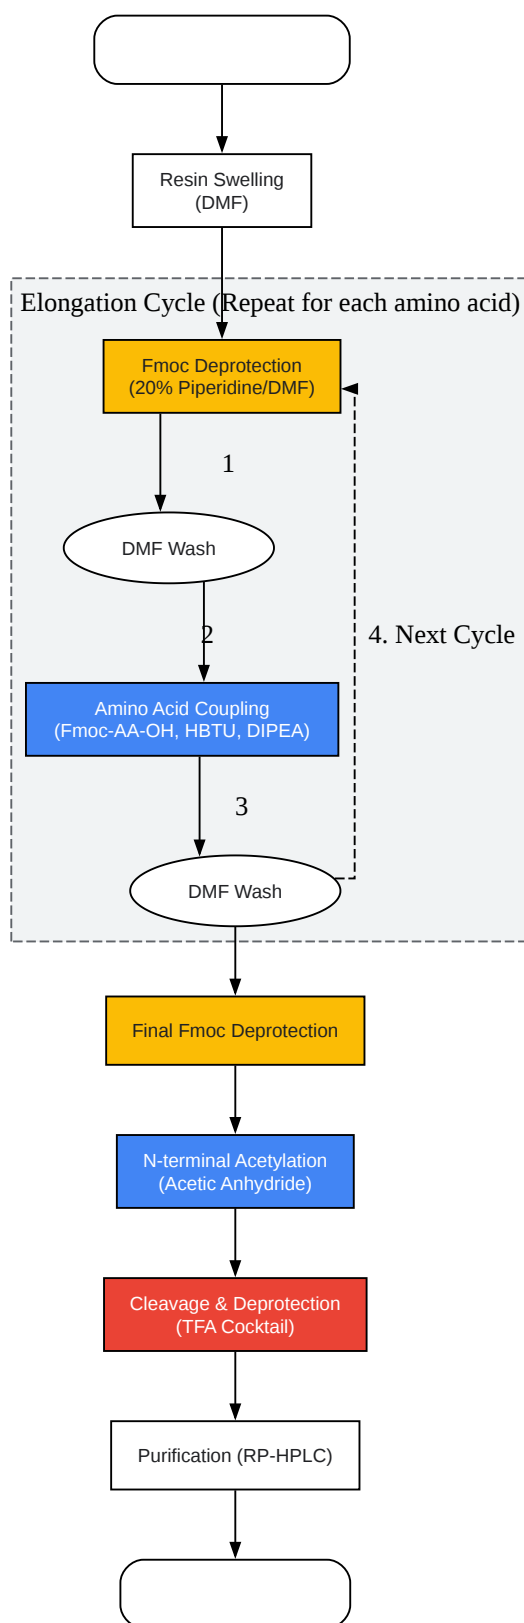 Resin Swelling
(DMF)
Elongation Cycle (Repeat for each amino acid)
Fmoc Deprotection
(20% Piperidine/DMF)
1
DMF Wash
2
4. Next Cycle
Amino Acid Coupling
(Fmoc-AA-OH, HBTU, DIPEA)
3
DMF Wash
Final Fmoc Deprotection
N-terminal Acetylation
(Acetic Anhydride)
Cleavage & Deprotection
(TFA Cocktail)
Purification (RP-HPLC)